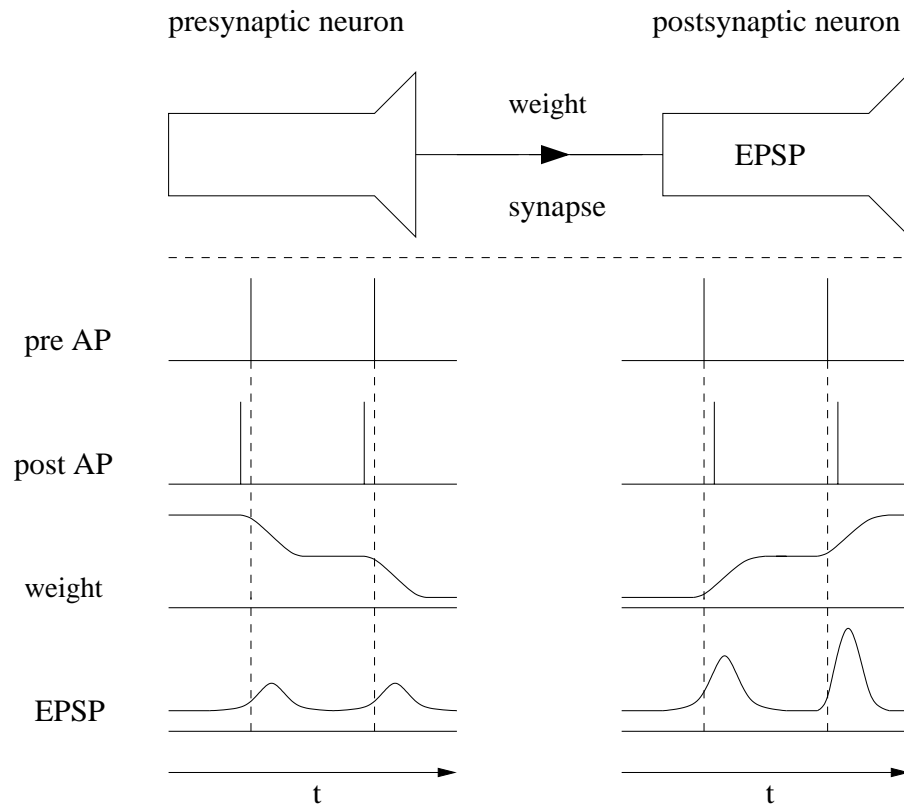 presynaptic neuron
postsynaptic neuron
weight
EPSP
synapse
pre AP
post AP
weight
EPSP
t
t